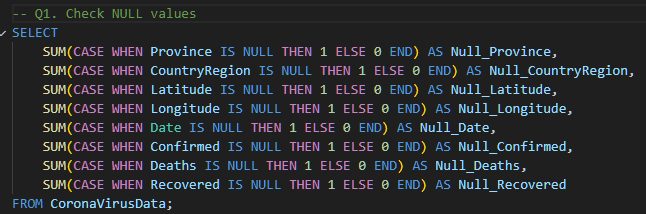 -- Q1. Check NULL values
SELECT
SUM(CASE WHEN Province IS NULL THEN 1 ELSE 0 END) AS Null_Province,
SUM(CASE WHEN CountryRegion IS NULL THEN 1 ELSE 0 END) AS Null_CountryRegion,
SUM(CASE WHEN Latitude IS NULL THEN 1 ELSE 0 END) AS Null_Latitude,
SUM(CASE WHEN Longitude IS NULL THEN 1 ELSE 0 END) AS Null_Longitude,
SUM(CASE WHEN Date IS NULL THEN 1 ELSE 0 END) AS Null_Date,
SUM(CASE WHEN Confirmed IS NULL THEN 1 ELSE 0 END) AS Null_Confirmed,
SUM(CASE WHEN Deaths IS NULL THEN 1 ELSE 0 END) AS Null_Deaths,
SUM(CASE WHEN Recovered IS NULL THEN 1 ELSE 0 END) AS Null_Recovered
FROM CoronaVirusData;